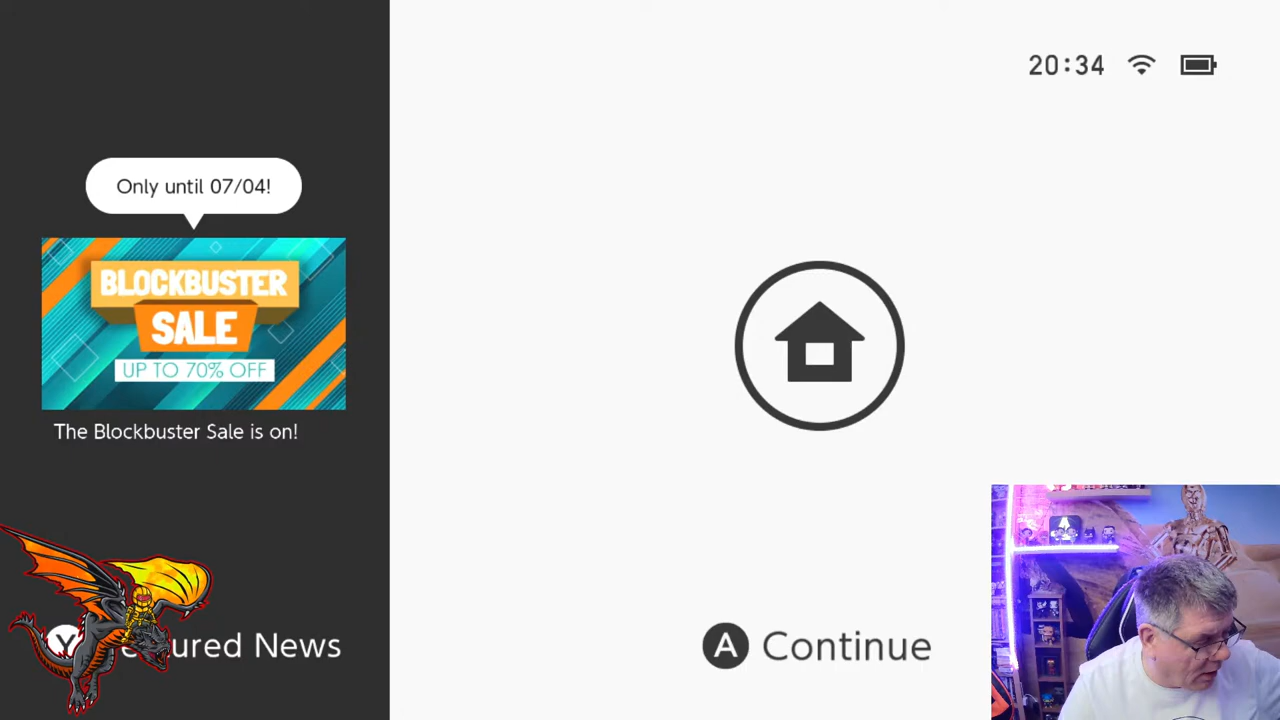 20:34
Only until 07/04!
BLOCKBUSTER
SALE
UP TO 70% OFF
The Blockbuster Sale is on!
Y
News
A Continue